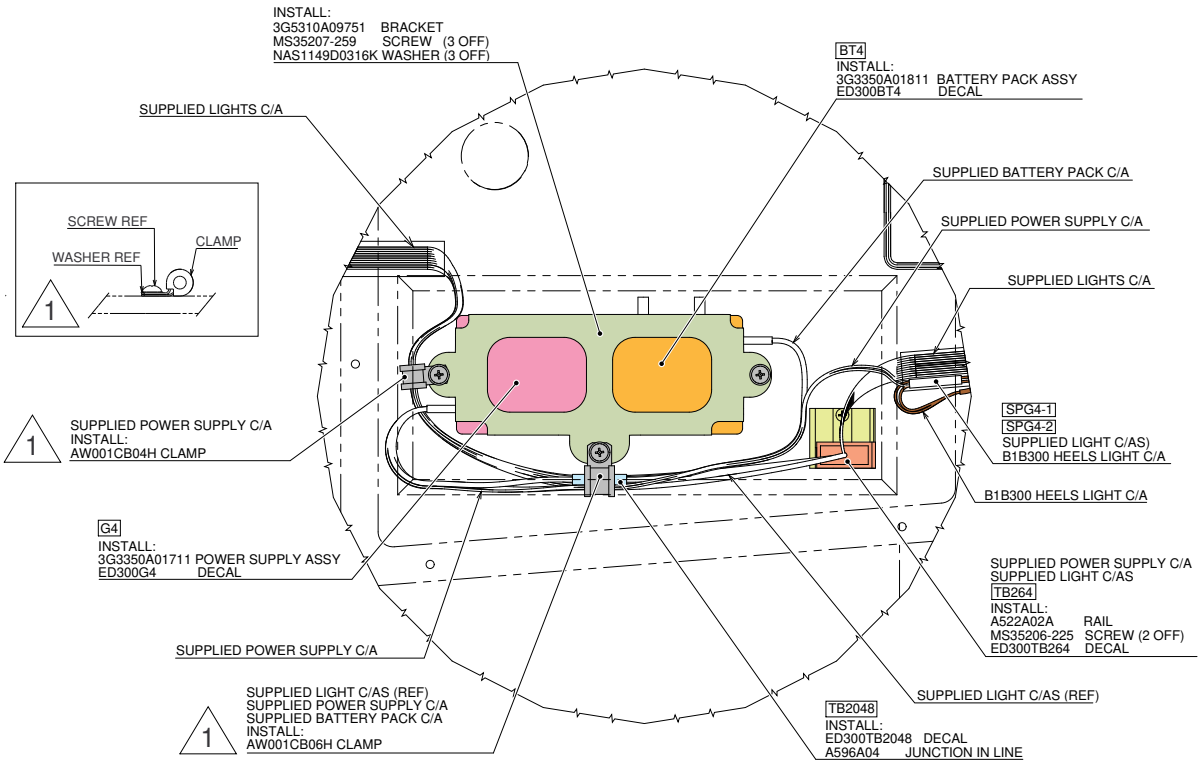 INSTALL:
3G5310A09751 BRACKET
MS35207-259 SCREW (3 OFF)
NAS1149D0316K WASHER (3 OFF)
BT4
INSTALL:
3G3350A01811 BATTERY PACK ASSY
ED300BT4 DECAL
SUPPLIED LIGHTS C/A
SUPPLIED BATTERY PACK C/A
SUPPLIED POWER SUPPLY C/A
SCREW REF
CLAMP
WASHER REF
1
SUPPLIED LIGHTS C/A
1
SUPPLIED POWER SUPPLY C/A
INSTALL:
AW001CB04H CLAMP
SPG4-1
SPG4-2
SUPPLIED LIGHT C/AS)
B1B300 HEELS LIGHT C/A
B1B300 HEELS LIGHT C/A
G4
INSTALL:
3G3350A01711 POWER SUPPLY ASSY
ED300G4 DECAL
SUPPLIED POWER SUPPLY C/A
SUPPLIED LIGHT C/AS
TB264
INSTALL:
A522A02A RAIL
MS35206-225 SCREW (2 OFF)
ED300TB264 DECAL
SUPPLIED POWER SUPPLY C/A
1
SUPPLIED LIGHT C/AS (REF)
SUPPLIED POWER SUPPLY C/A
SUPPLIED BATTERY PACK C/A
INSTALL:
AW001CB06H CLAMP
SUPPLIED LIGHT C/AS (REF)
TB2048
INSTALL:
ED300TB2048 DECAL
A596A04 JUNCTION IN LINE